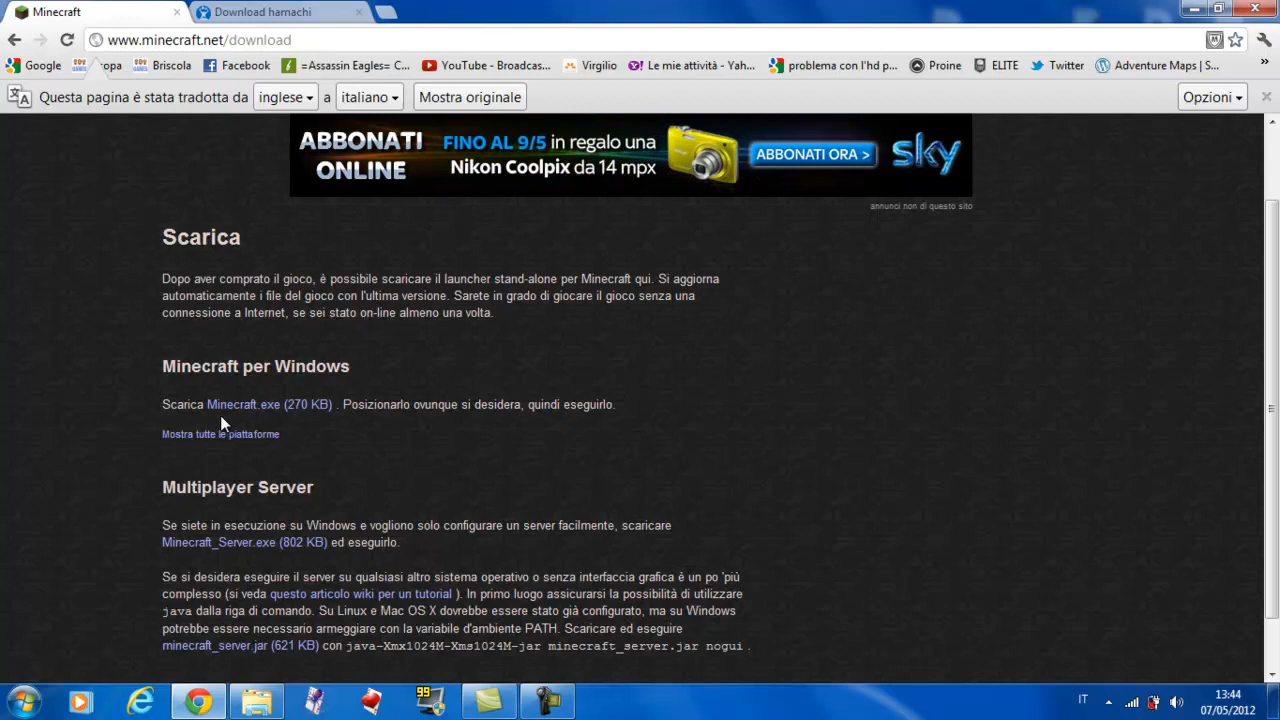 Minecraft
Download hamachi
www.minecraft.net/download
Google
opa
Briscola
Facebook
=Assassin Eagles= C...
YouTube - Broadcas...
Virgilio
Le mie attività - Yah...
problema con l'hd p...
Proine
ELITE
Twitter
Adventure Maps | S...
Questa pagina è stata tradotta da inglese a italiano Mostra originale Opzioni
ABBONATI ONLINE
FINO AL 9/5 in regalo una
Nikon Coolpix da 14 mpx
ABBONATI ORA >
sky
annunci non di questo sito
Scarica
Dopo aver comprato il gioco, è possibile scaricare il launcher stand-alone per Minecraft qui. Si aggiorna
automaticamente i file del gioco con l'ultima versione. Sarete in grado di giocare il gioco senza una
connessione a Internet, se sei stato on-line almeno una volta.
Minecraft per Windows
Scarica Minecraft.exe (270 KB) . Posizionarlo ovunque si desidera, quindi eseguirlo.
Mostra tutte le piattaforme
Multiplayer Server
Se siete in esecuzione su Windows e vogliono solo configurare un server facilmente, scaricare
Minecraft_Server.exe (802 KB) ed eseguirlo.
Se si desidera eseguire il server su qualsiasi altro sistema operativo o senza interfaccia grafica è un po 'più
complesso (si veda questo articolo wiki per un tutorial ). In primo luogo assicurarsi la possibilità di utilizzare
java dalla riga di comando. Su Linux e Mac OS X dovrebbe essere stato già configurato, ma su Windows
potrebbe essere necessario armeggiare con la variabile d'ambiente PATH. Scaricare ed eseguire
minecraft_server.jar (621 KB) con java-Xmx1024M-Xms1024M-jar minecraft_server.jar nogui .
99
IT
13:44
07/05/2012